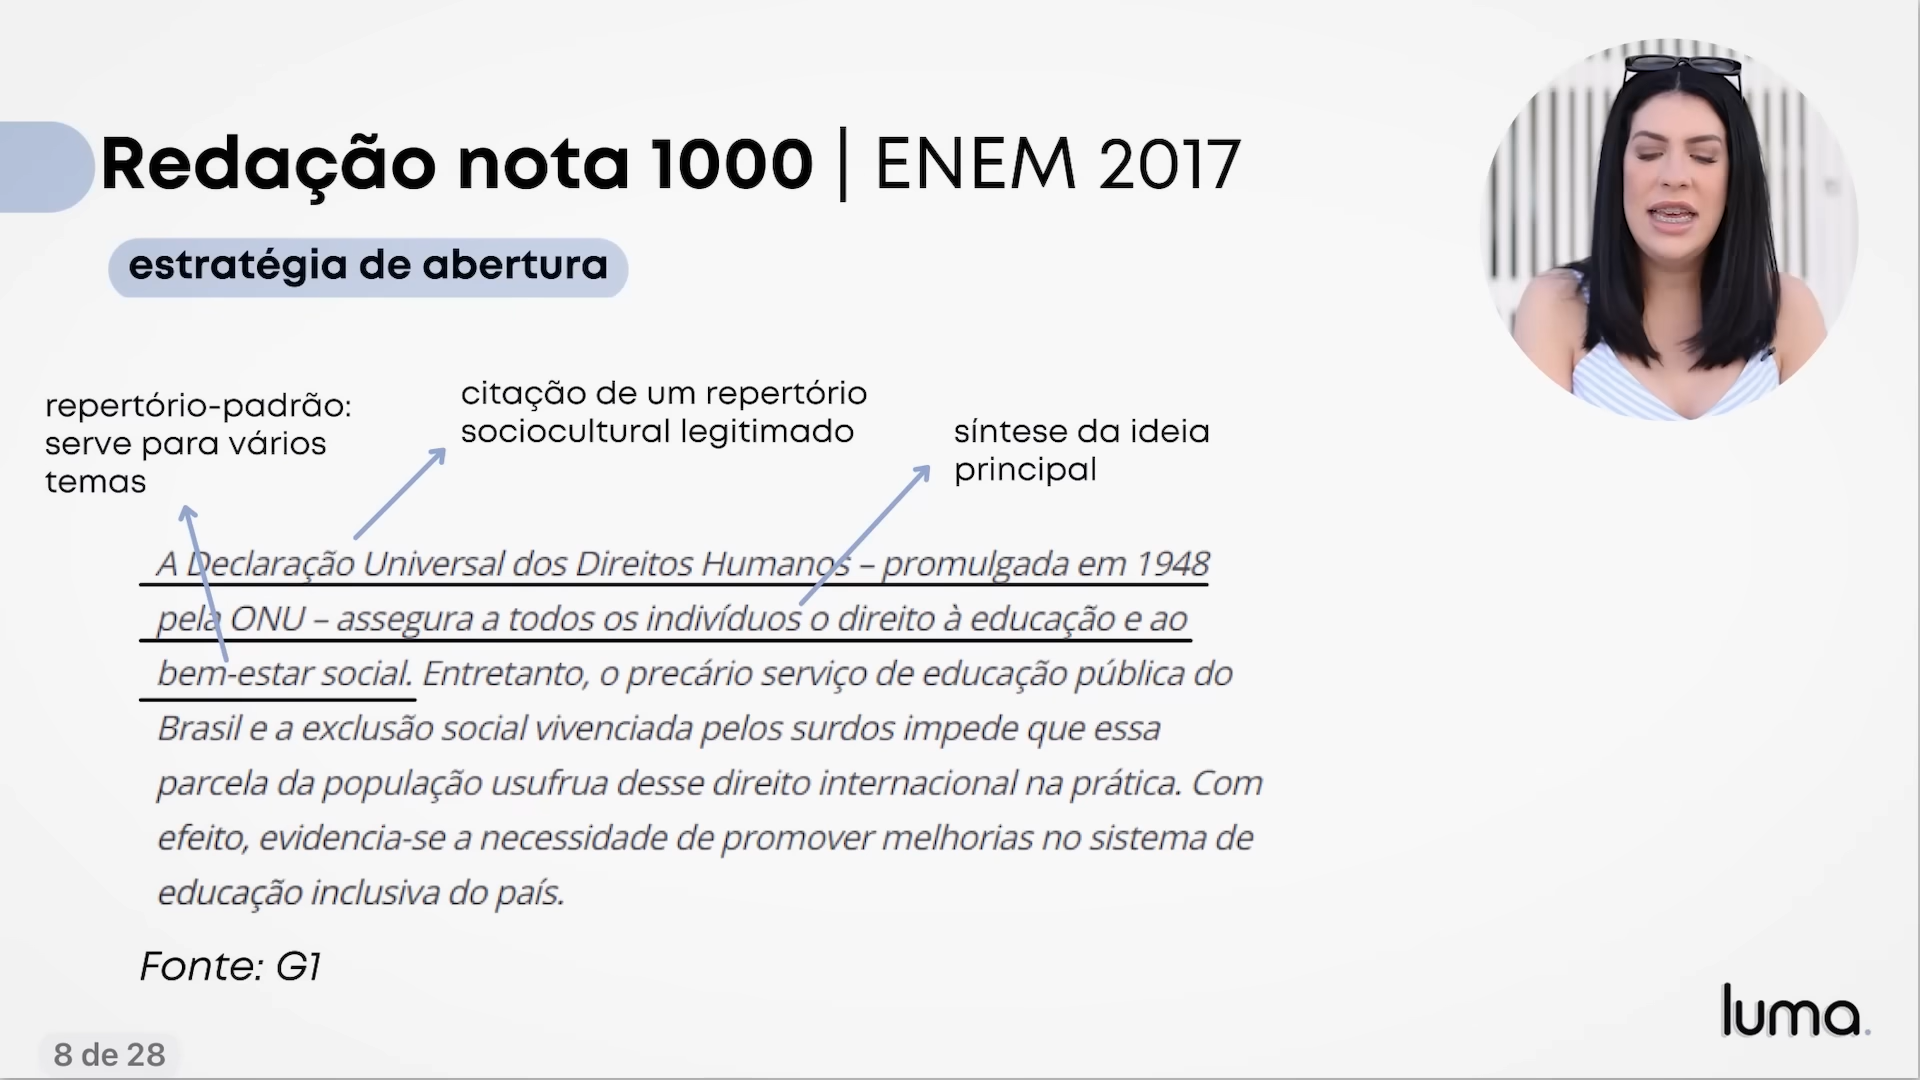 Redação nota 1000 | ENEM 2017
estratégia de abertura
repertório-padrão:
serve para vários
temas
citação de um repertório
sociocultural legitimado
síntese da ideia
principal
A Declaração Universal dos Direitos Humanos – promulgada em 1948
pela ONU – assegura a todos os indivíduos o direito à educação e ao
bem-estar social. Entretanto, o precário serviço de educação pública do
Brasil e a exclusão social vivenciada pelos surdos impede que essa
parcela da população usufrua desse direito internacional na prática. Com
efeito, evidencia-se a necessidade de promover melhorias no sistema de
educação inclusiva do país.
Fonte: G1
luma.
8 de 28